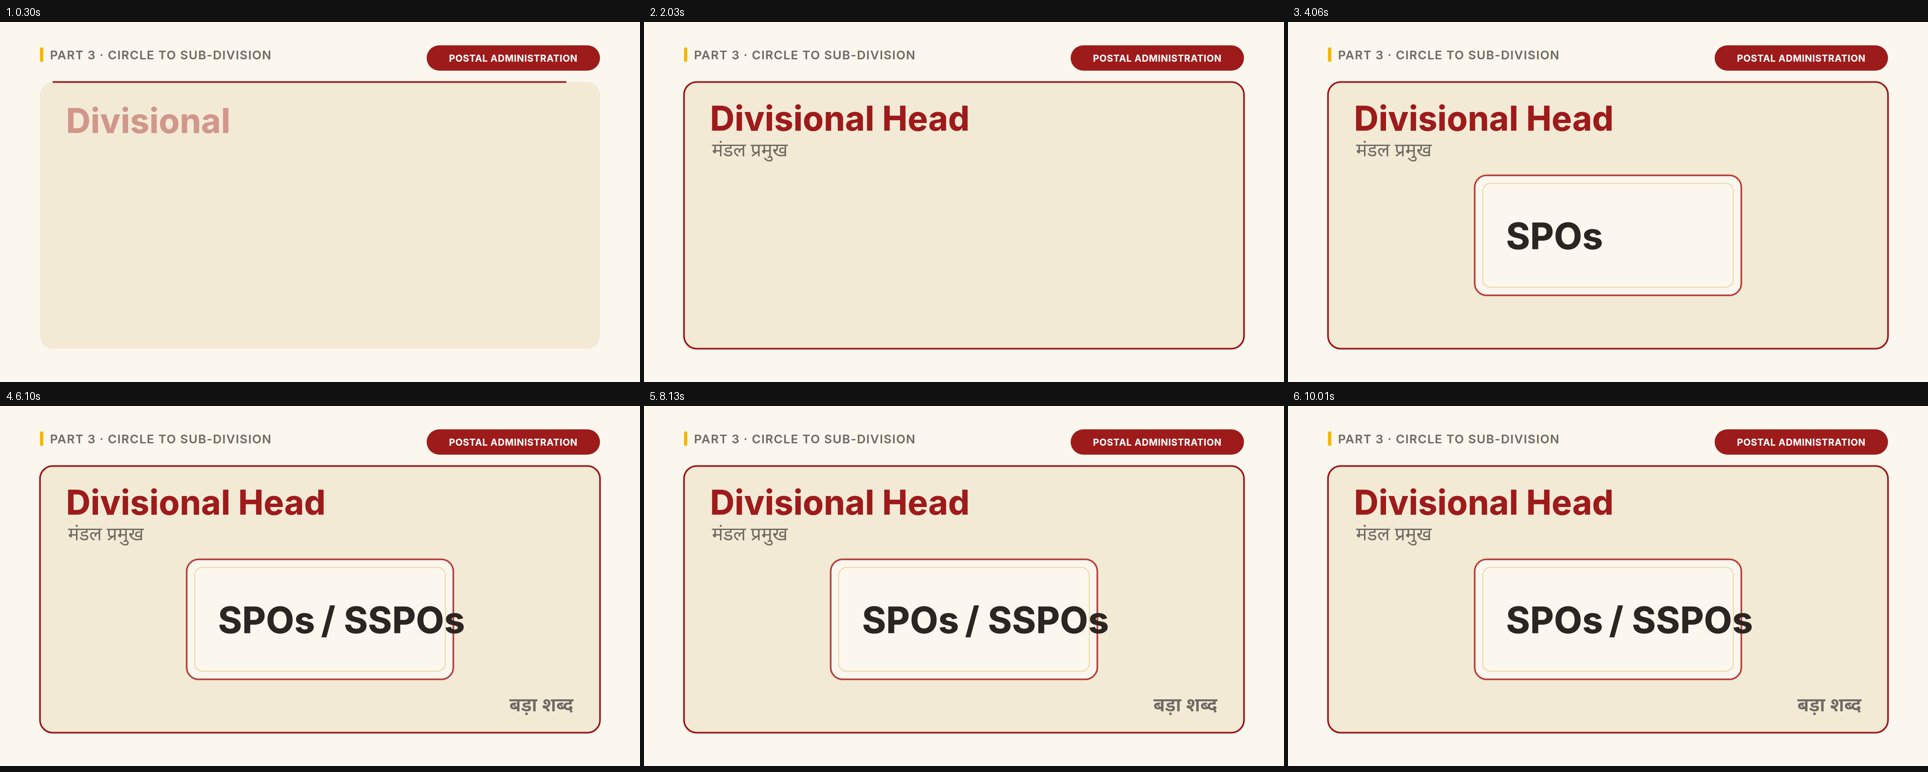 1. 0.30s
PART 3 · CIRCLE TO SUB-DIVISION
POSTAL ADMINISTRATION
Divisional
2. 2.03s
PART 3 · CIRCLE TO SUB-DIVISION
POSTAL ADMINISTRATION
Divisional Head
मंडल प्रमुख
3. 4.06s
PART 3 · CIRCLE TO SUB-DIVISION
POSTAL ADMINISTRATION
Divisional Head
मंडल प्रमुख
SPOs
4. 6.10s
PART 3 · CIRCLE TO SUB-DIVISION
POSTAL ADMINISTRATION
Divisional Head
मंडल प्रमुख
SPOs / SSPOs
बड़ा शब्द
5. 8.13s
PART 3 · CIRCLE TO SUB-DIVISION
POSTAL ADMINISTRATION
Divisional Head
मंडल प्रमुख
SPOs / SSPOs
बड़ा शब्द
6. 10.01s
PART 3 · CIRCLE TO SUB-DIVISION
POSTAL ADMINISTRATION
Divisional Head
मंडल प्रमुख
SPOs / SSPOs
बड़ा शब्द